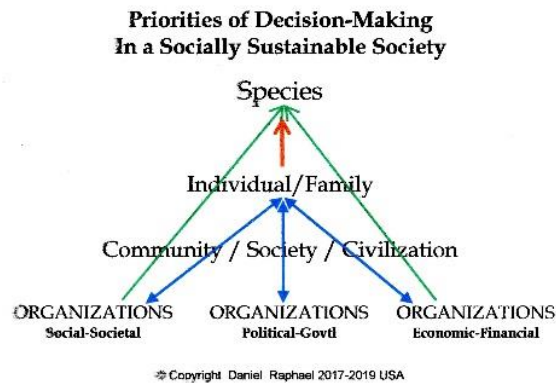 Priorities of Decision-Making
In a Socially Sustainable Society
Species
Individual/Family
Community / Society / Civilization
ORGANIZATIONS ORGANIZATIONS ORGANIZATIONS
Social-Societal Political-Govtl Economic-Financial
© Copyright Daniel Raphael 2017-2019 USA